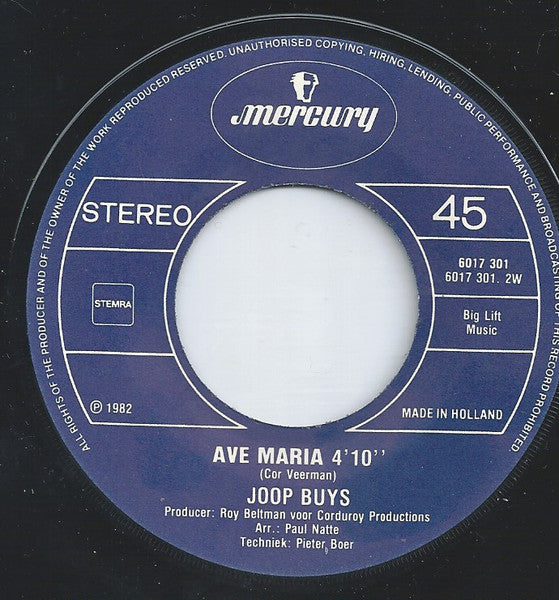 ALL RIGHTS OF THE PRODUCER AND OF THE OWNER OF THE WORK REPRODUCED RESERVED. UNAUTHORISED COPYING, HIRING, LENDING, PUBLIC PERFORMANCE AND BROADCASTING OF THIS RECORD PROHIBITED
mercury
STEREO
45
6017 301
6017 301. 2W
STEMRA
Big Lift
Music
℗ 1982
MADE IN HOLLAND
AVE MARIA 4'10''
(Cor Veerman)
JOOP BUYS
Producer: Roy Beltman voor Corduroy Productions
Arr.: Paul Natte
Techniek: Pieter Boer